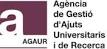 Agència
de Gestió
d'Ajuts
Universitaris
i de Recerca
AGAUR